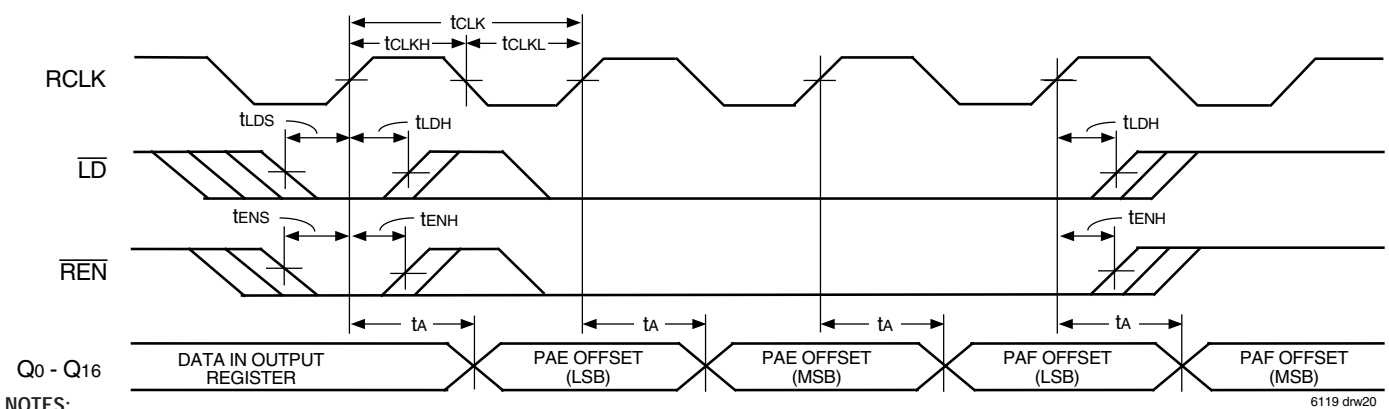 tCLK
tCLKH
tCLKL
RCLK
tLDS
tLDH
tLDH
LD
tENS
tENH
tENH
REN
tA
tA
tA
tA
Q0 - Q16
DATA IN OUTPUT
REGISTER
PAE OFFSET
(LSB)
PAE OFFSET
(MSB)
PAF OFFSET
(LSB)
PAF OFFSET
(MSB)
NOTES:
6119 drw20